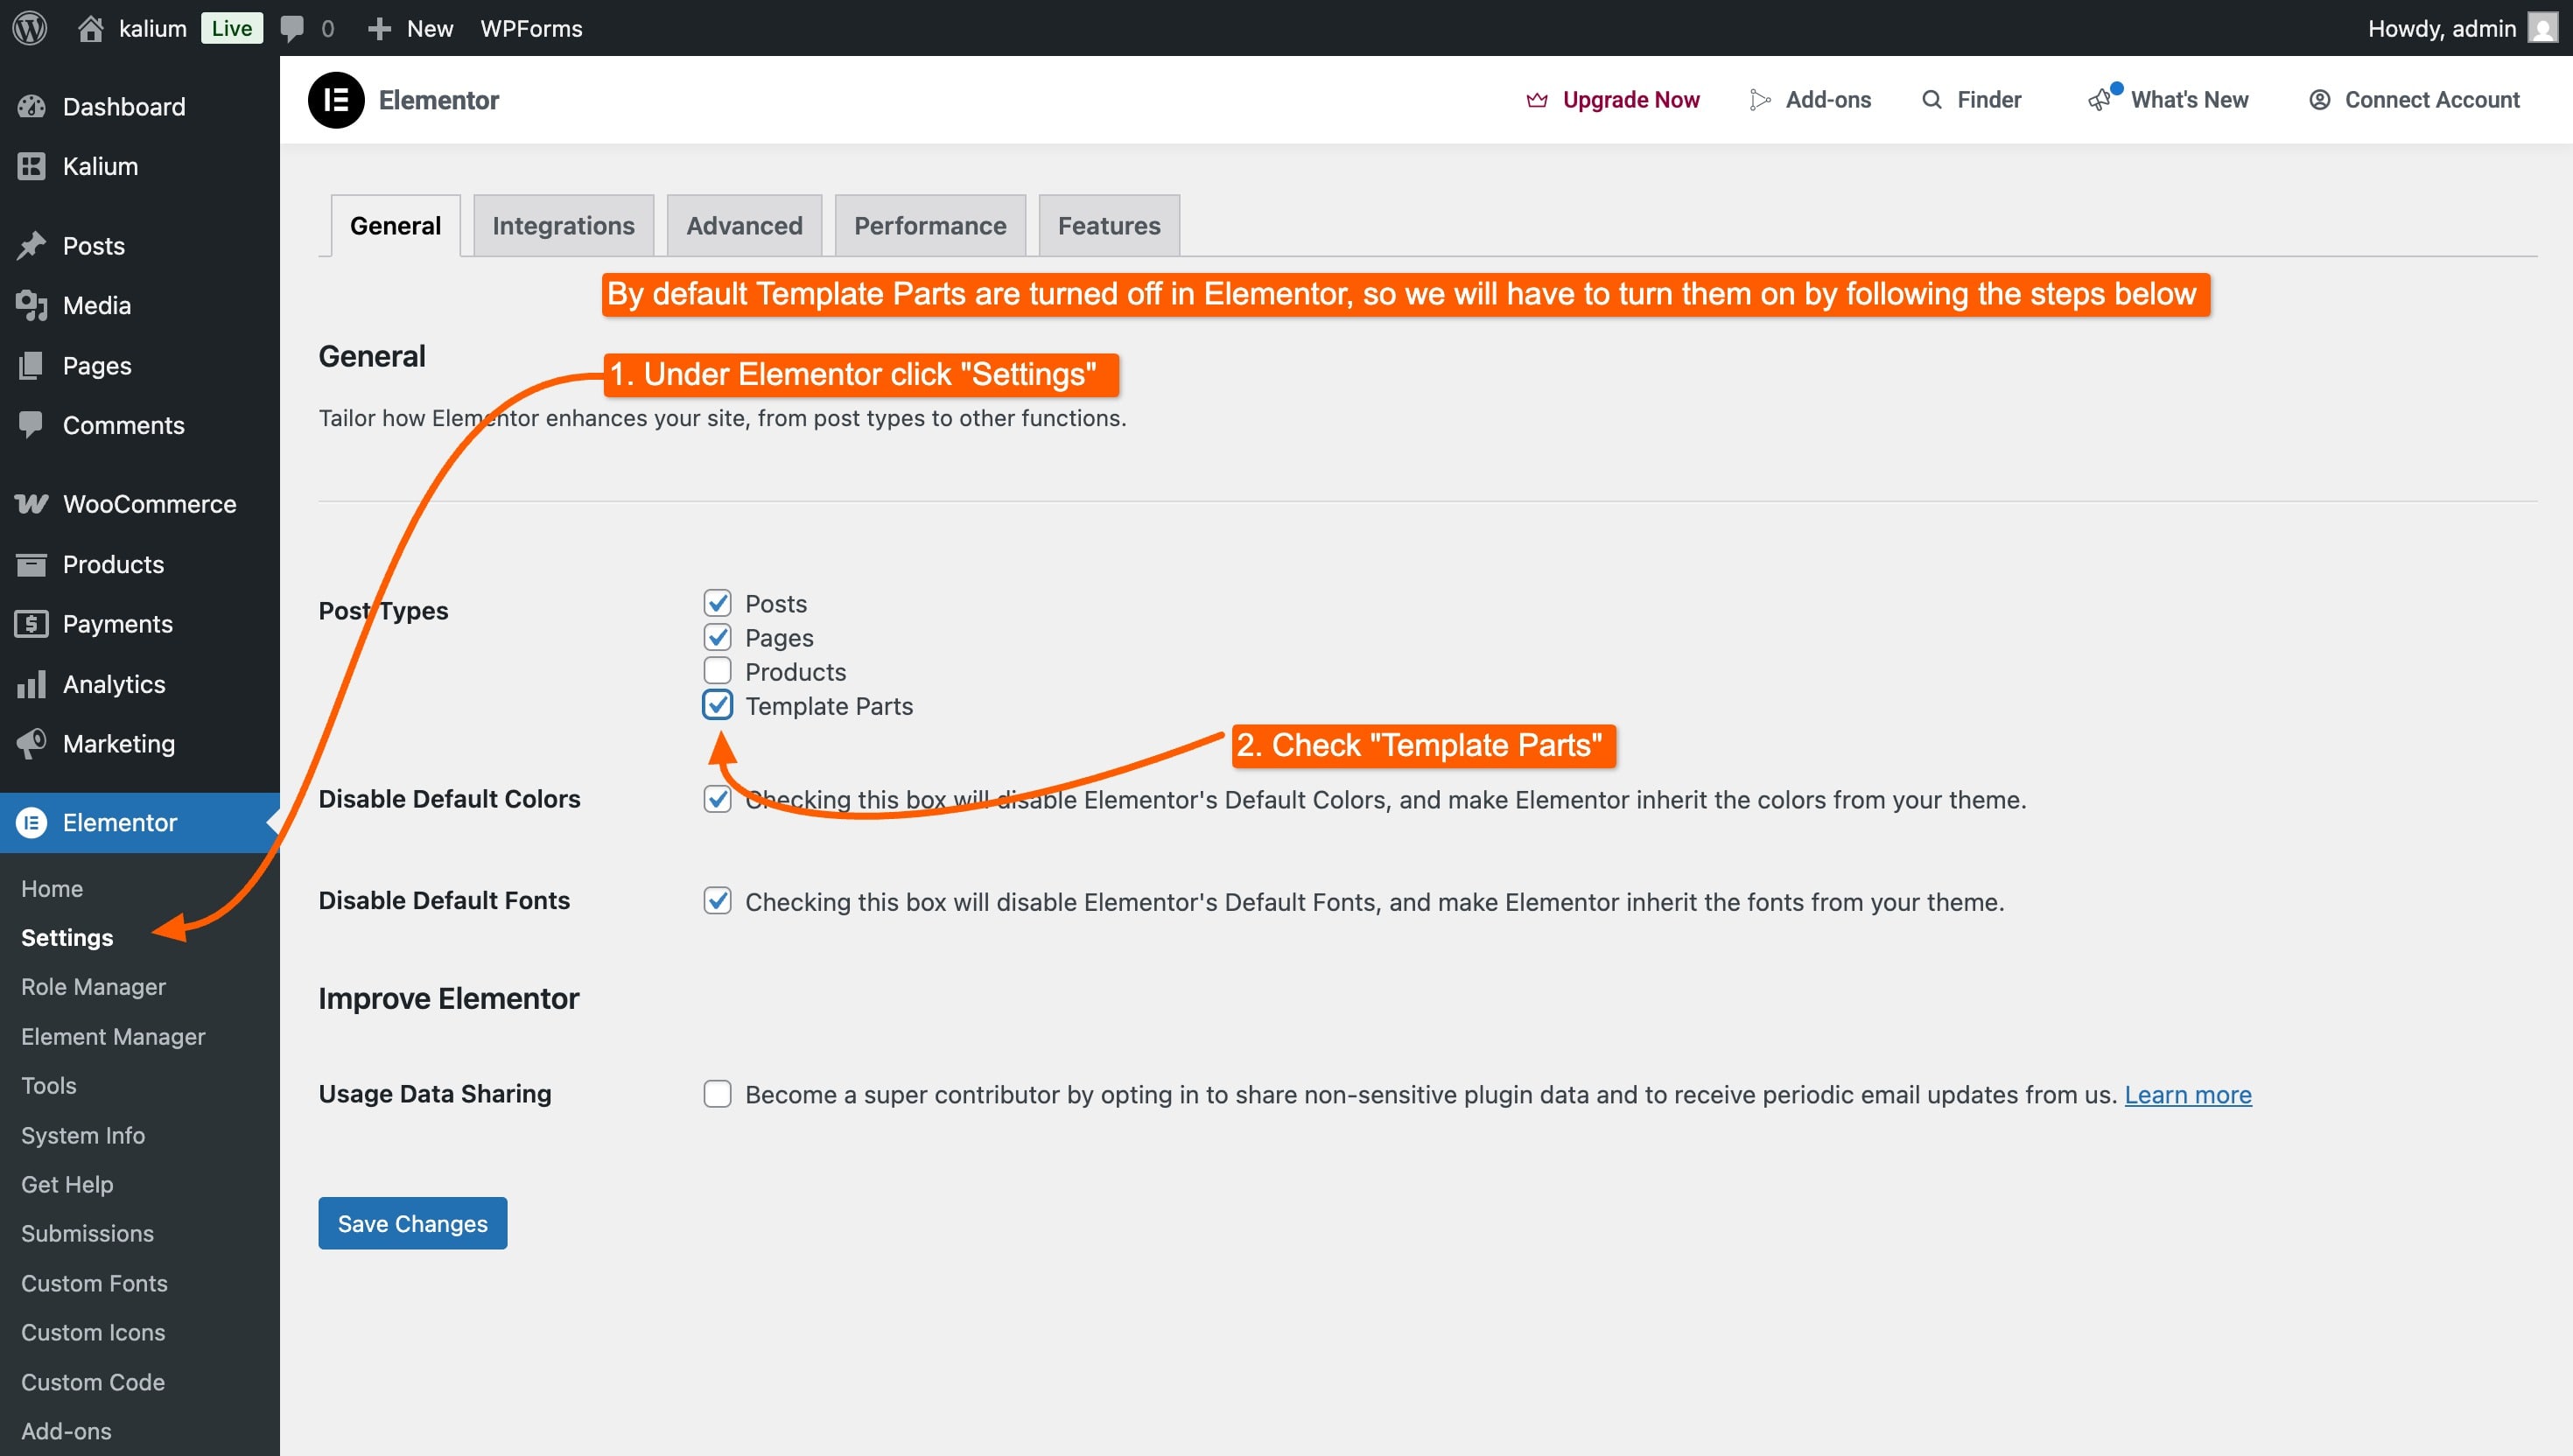 kalium Live 0 New WPForms Howdy, admin
Dashboard
Kalium
Posts
Media
Pages
Comments
WooCommerce
Products
Payments
Analytics
Marketing
Elementor
Home
Settings
Role Manager
Element Manager
Tools
System Info
Get Help
Submissions
Custom Fonts
Custom Icons
Custom Code
Add-ons
Elementor Upgrade Now Add-ons Finder What's New Connect Account
General Integrations Advanced Performance Features
By default Template Parts are turned off in Elementor, so we will have to turn them on by following the steps below
General
1. Under Elementor click "Settings"
Tailor how Elementor enhances your site, from post types to other functions.
Post Types
Posts
Pages
Products
Template Parts
2. Check "Template Parts"
Disable Default Colors Checking this box will disable Elementor's Default Colors, and make Elementor inherit the colors from your theme.
Disable Default Fonts Checking this box will disable Elementor's Default Fonts, and make Elementor inherit the fonts from your theme.
Improve Elementor
Usage Data Sharing Become a super contributor by opting in to share non-sensitive plugin data and to receive periodic email updates from us. Learn more
Save Changes